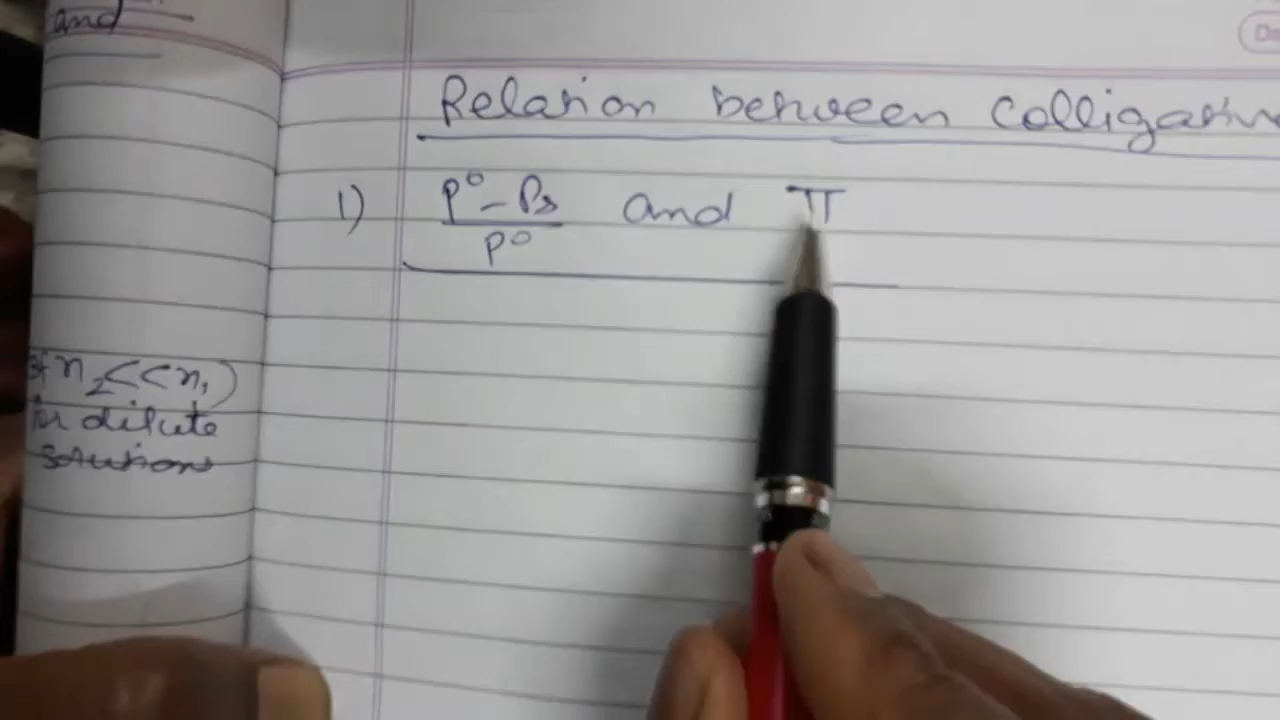 and
Relation between Colligative
1) P° - Ps / P° and π
If n2 << n1)
for dilute
solutions